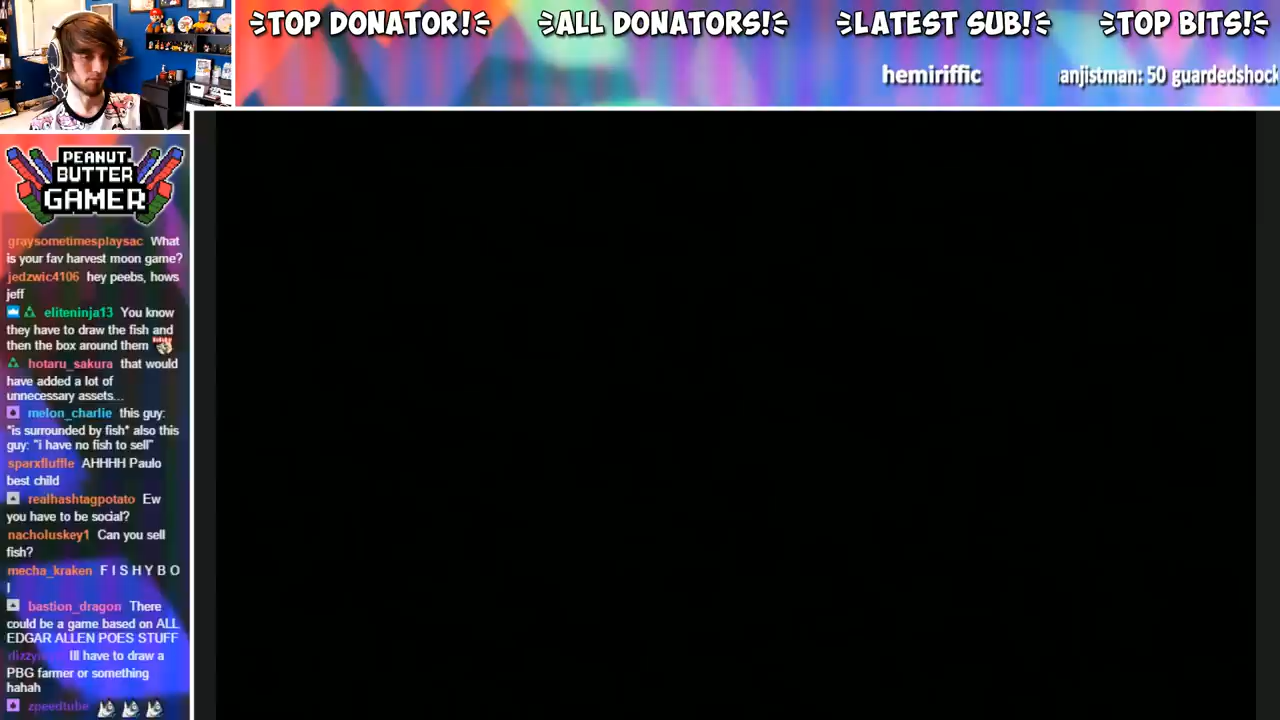 TOP DONATOR!
ALL DONATORS!
LATEST SUB!
TOP BITS!
hemiriffic
anjistman: 50 guardedshock
PEANUT
BUTTER
GAMER
graysometimesplaysac What
is your fav harvest moon game?
jedzwic4106 hey peebs, hows
jeff
eliteninja13 You know
they have to draw the fish and
then the box around them
hotaru_sakura that would
have added a lot of
unnecessary assets...
melon_charlie this guy:
*is surrounded by fish* also this
guy: "i have no fish to sell"
sparxfluffle AHHHH Paulo
best child
realhashtagpotato Ew
you have to be social?
nacholuskey1 Can you sell
fish?
mecha_kraken F I S H Y B O
I
bastion_dragon There
could be a game based on ALL
EDGAR ALLEN POES STUFF
Ill have to draw a
PBG farmer or something
hahah
zpeedtube